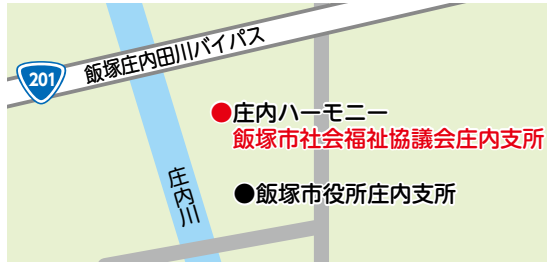 201
飯塚庄内田川バイパス
●庄内ハーモニー
飯塚市社会福祉協議会庄内支所
庄内川
●飯塚市役所庄内支所